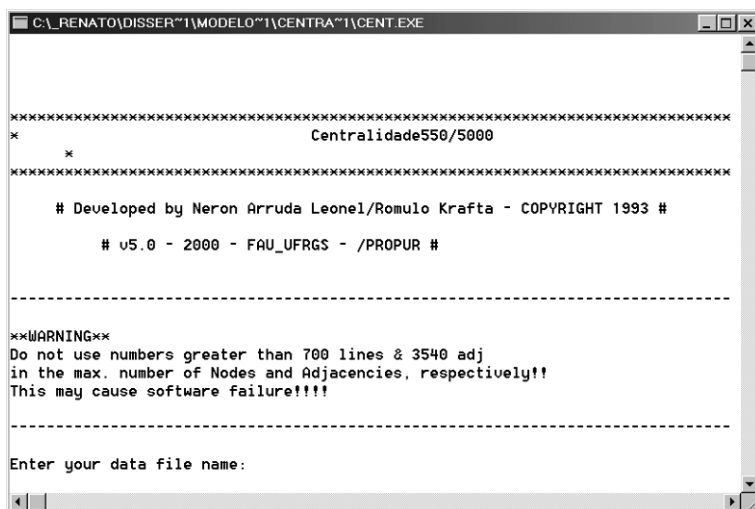 C:\_RENATO\DISSER~1\MODELO~1\CENTRA~1\CENT.EXE
*******************************************************************************
* Centralidade550/5000
*
*******************************************************************************
# Developed by Neron Arruda Leonel/Romulo Krafta - COPYRIGHT 1993 #
# v5.0 - 2000 - FAU_UFRGS - /PROPUR #
-------------------------------------------------------------------------------
**WARNING**
Do not use numbers greater than 700 lines & 3540 adj
in the max. number of Nodes and Adjacencies, respectively!!
This may cause software failure!!!!
-------------------------------------------------------------------------------
Enter your data file name: